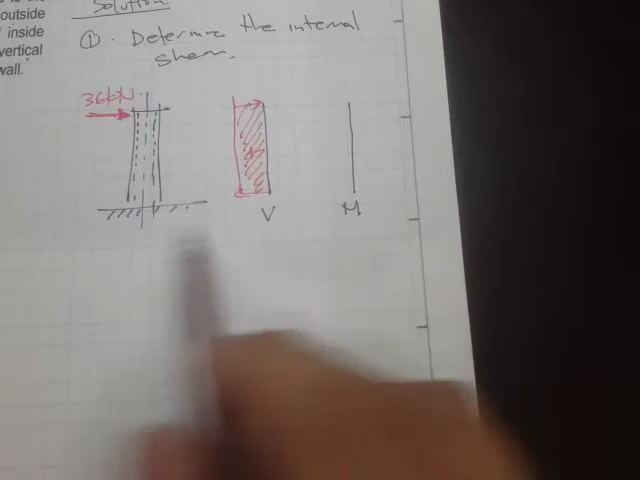 outside
inside
vertical
wall.
Solution.
①. Determine the internal
shear.
36kN.
+
V
M